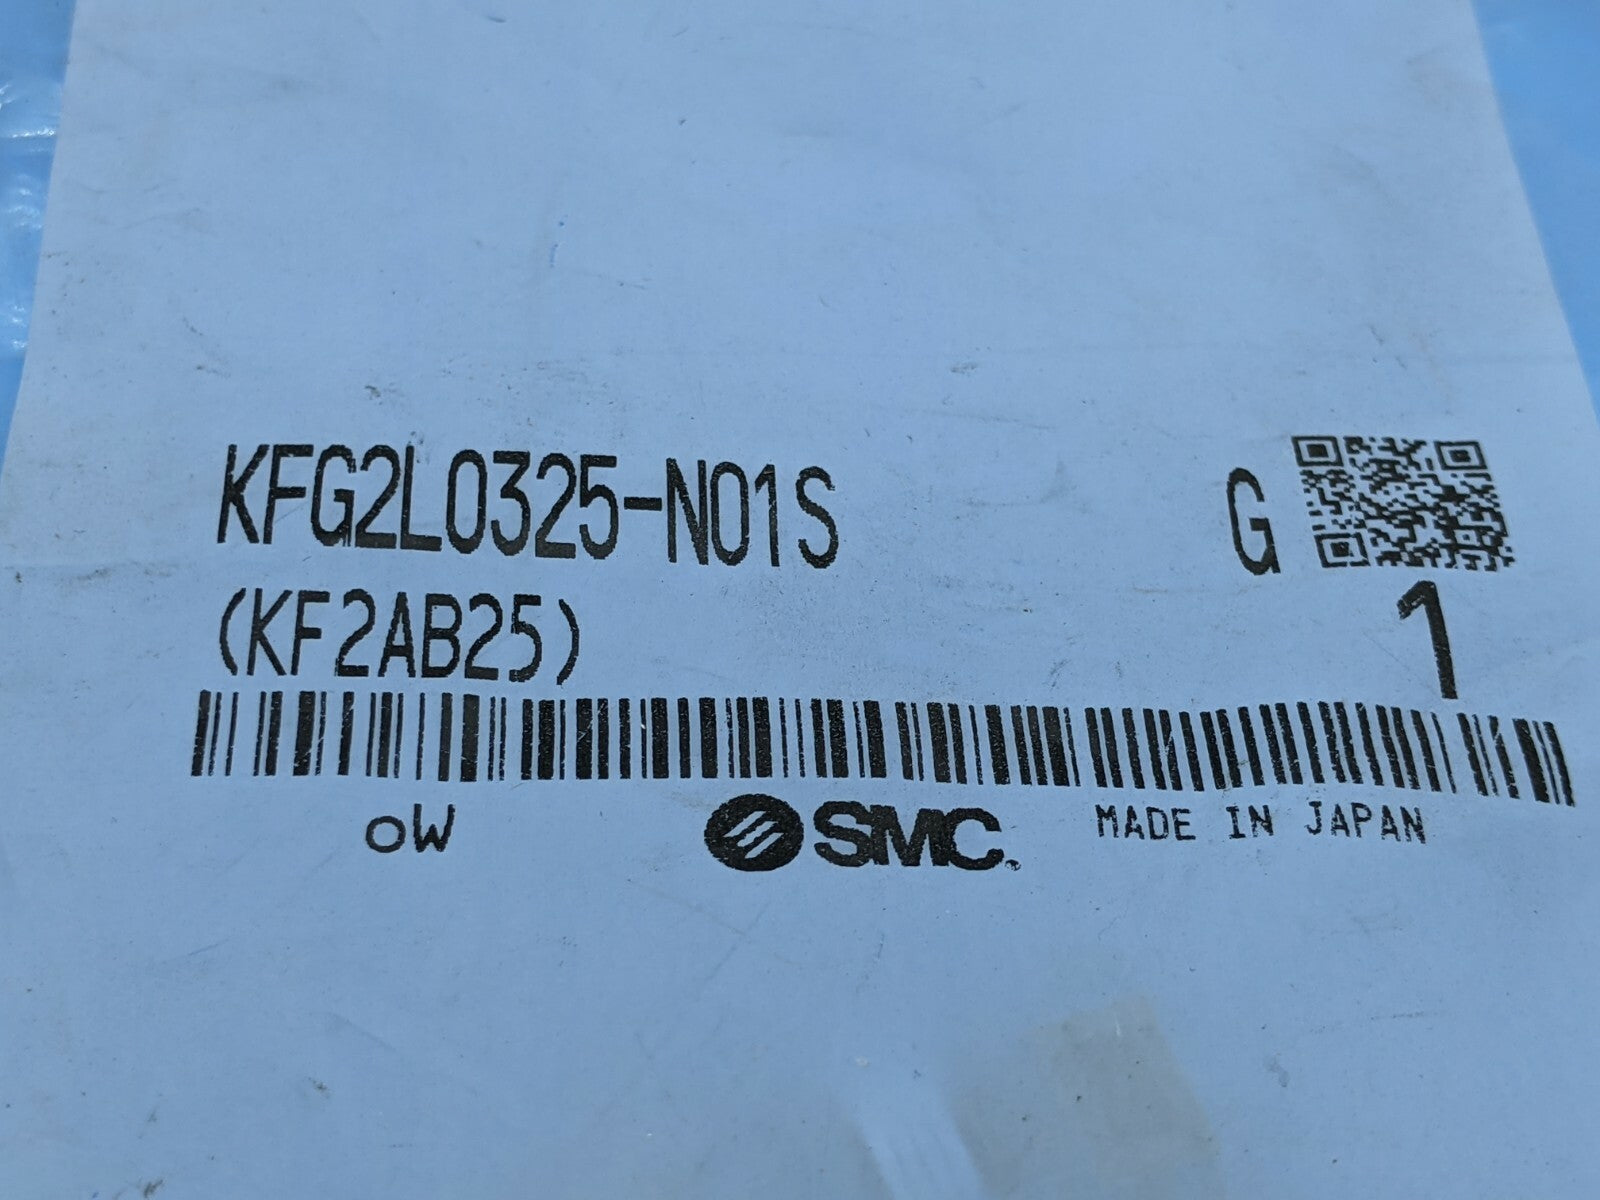 KFG2L0325-N01S G
(KF2AB25) 1
oW SMC. MADE IN JAPAN